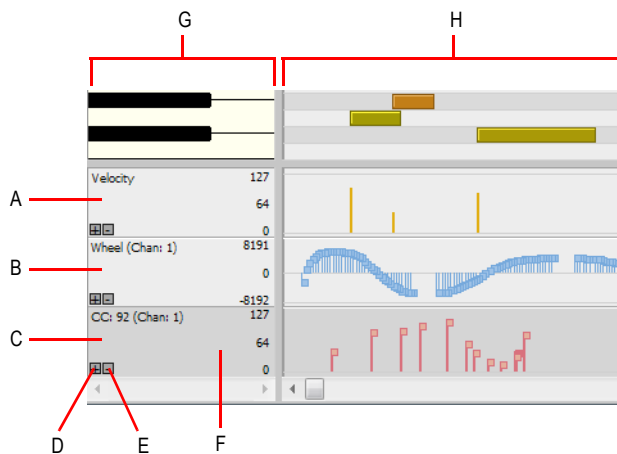 G
H
A
Velocity
127
64
0
+ -
B
Wheel (Chan: 1)
8191
0
-8192
+ -
C
CC: 92 (Chan: 1)
127
64
0
+ -
D
E
F